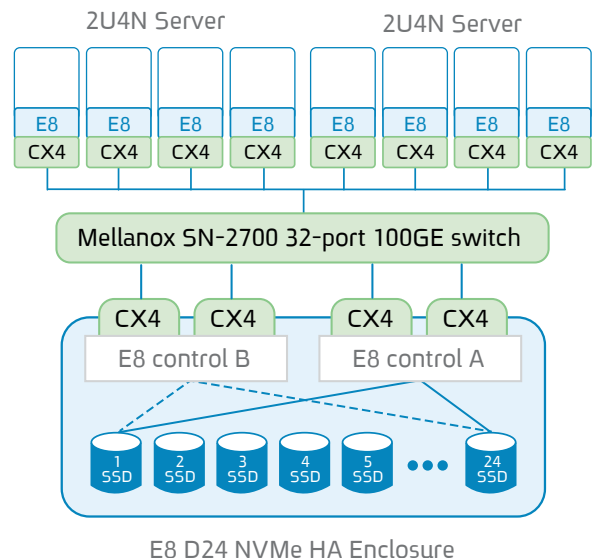 2U4N Server 2U4N Server
E8 E8 E8 E8 E8 E8 E8 E8
CX4 CX4 CX4 CX4 CX4 CX4 CX4 CX4
Mellanox SN-2700 32-port 100GE switch
CX4 CX4 CX4 CX4
E8 control B E8 control A
1 2 3 4 5 24
SSD SSD SSD SSD SSD SSD
E8 D24 NVMe HA Enclosure